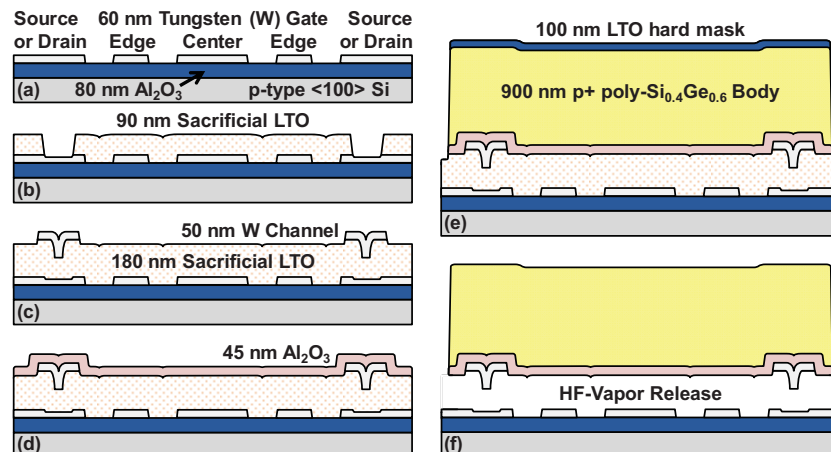 Source 60 nm Tungsten (W) Gate Source
or Drain Edge Center Edge or Drain
80 nm Al₂O₃ p-type <100> Si
(a)
90 nm Sacrificial LTO
(b)
50 nm W Channel
180 nm Sacrificial LTO
(c)
45 nm Al₂O₃
(d)
100 nm LTO hard mask
900 nm p+ poly-Si₀.₄Ge₀.₆ Body
(e)
HF-Vapor Release
(f)